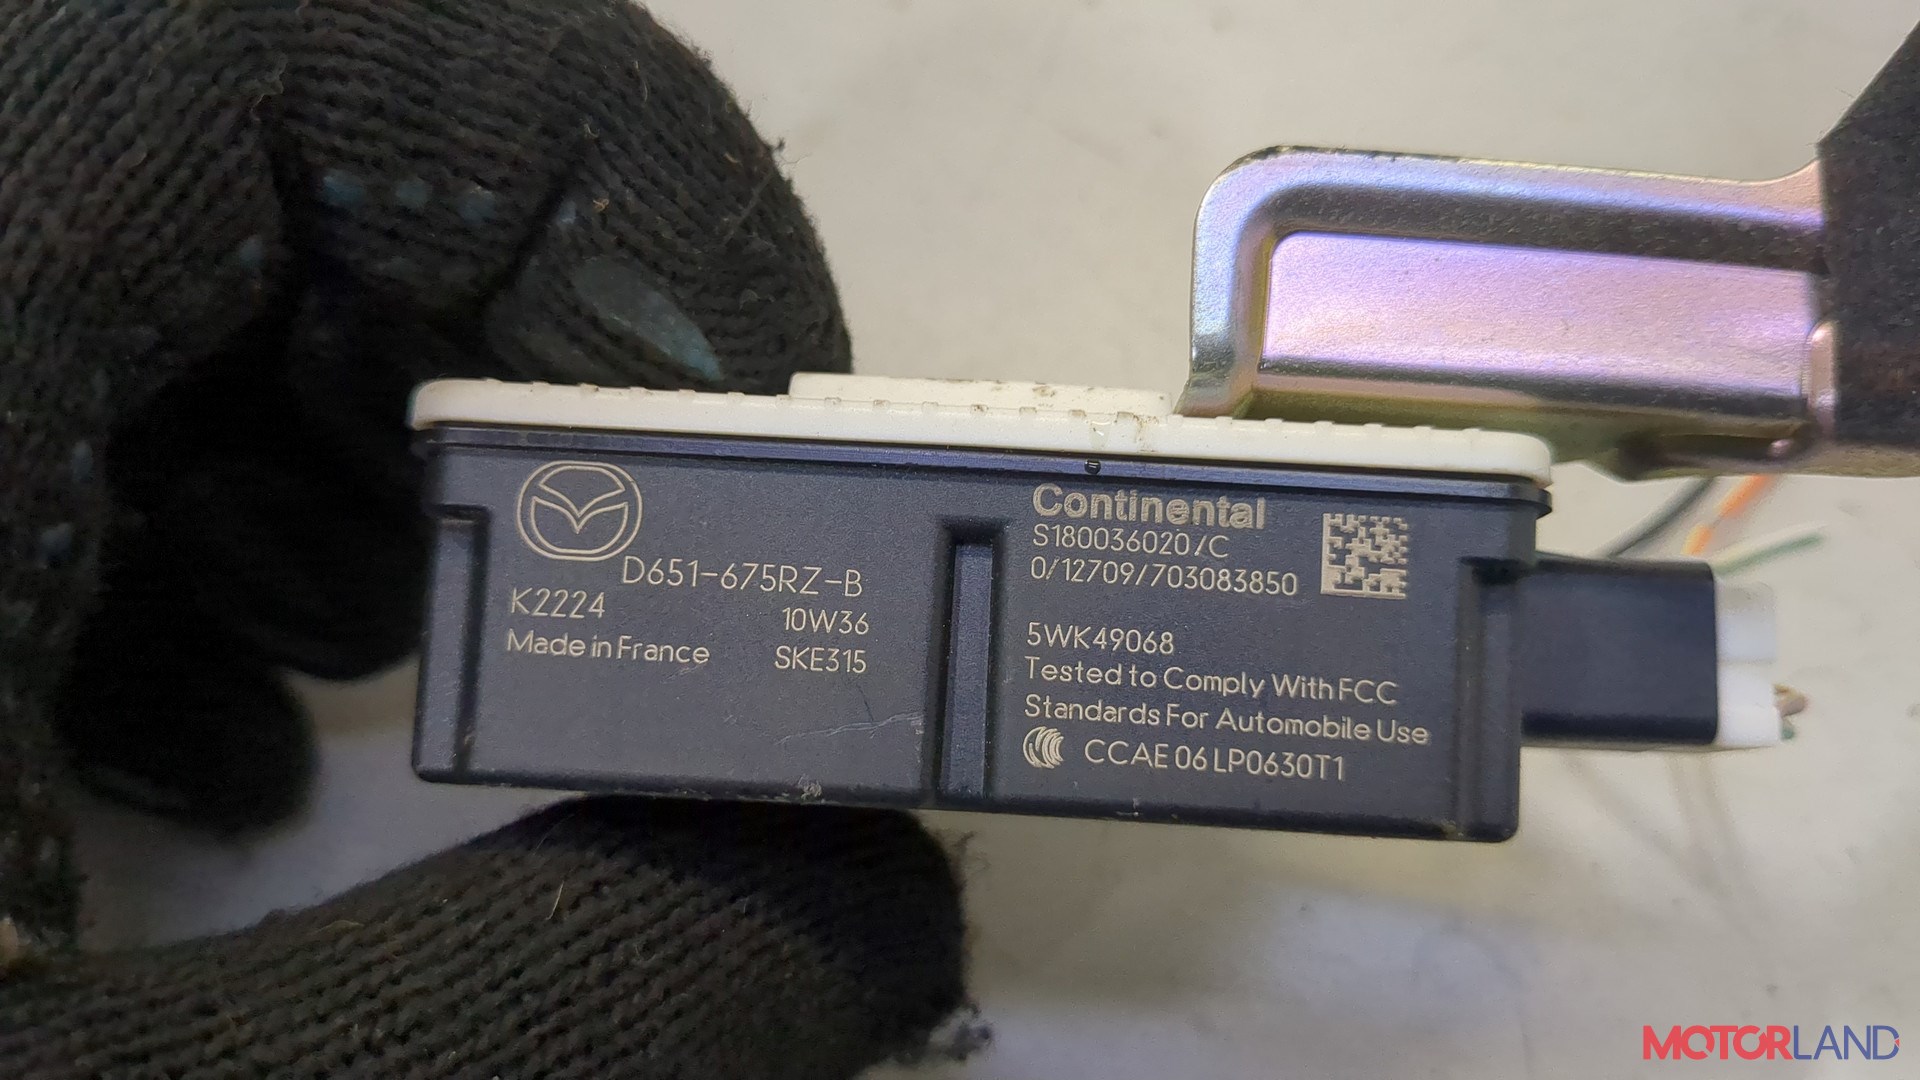 D651-675RZ-B
K2224 10W36
Made in France SKE315
Continental
S180036020/C
0/12709/703083850
5WK49068
Tested to Comply With FCC
Standards For Automobile Use
CCAE 06 LP0630T1
MOTORLAND